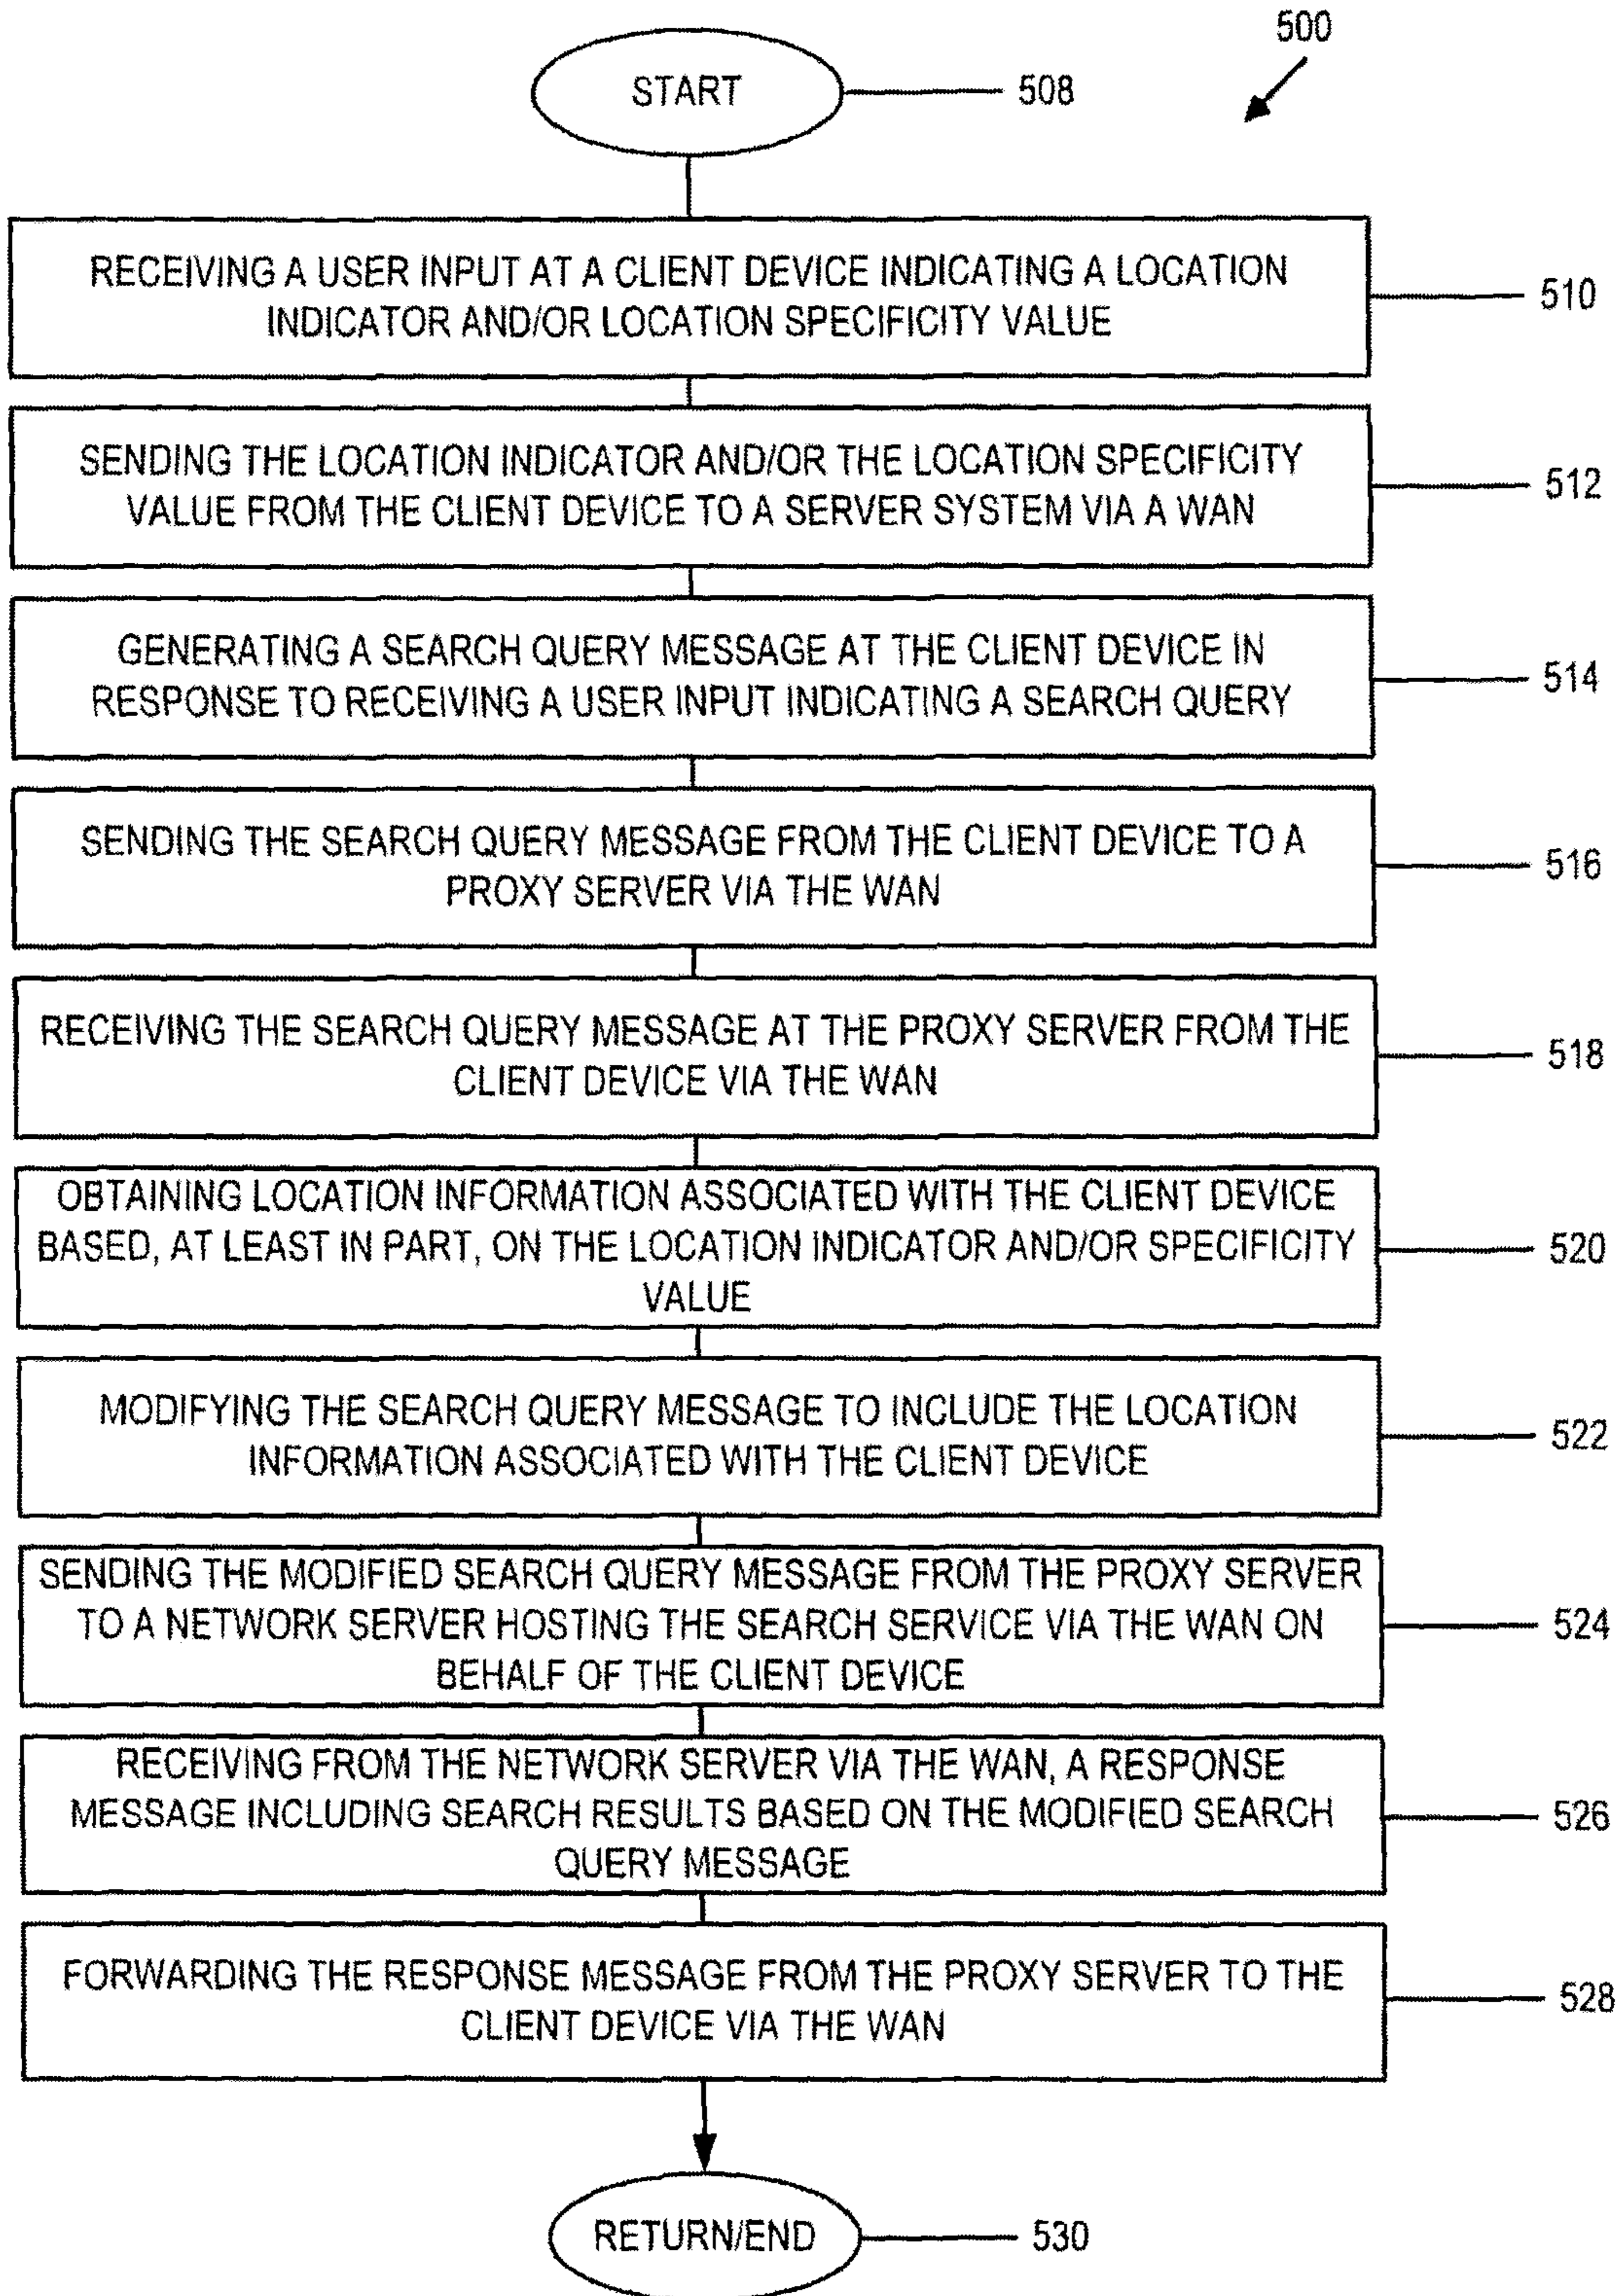 500
START
508
RECEIVING A USER INPUT AT A CLIENT DEVICE INDICATING A LOCATION
INDICATOR AND/OR LOCATION SPECIFICITY VALUE
510
SENDING THE LOCATION INDICATOR AND/OR THE LOCATION SPECIFICITY
VALUE FROM THE CLIENT DEVICE TO A SERVER SYSTEM VIA A WAN
512
GENERATING A SEARCH QUERY MESSAGE AT THE CLIENT DEVICE IN
RESPONSE TO RECEIVING A USER INPUT INDICATING A SEARCH QUERY
514
SENDING THE SEARCH QUERY MESSAGE FROM THE CLIENT DEVICE TO A
PROXY SERVER VIA THE WAN
516
RECEIVING THE SEARCH QUERY MESSAGE AT THE PROXY SERVER FROM THE
CLIENT DEVICE VIA THE WAN
518
OBTAINING LOCATION INFORMATION ASSOCIATED WITH THE CLIENT DEVICE
BASED, AT LEAST IN PART, ON THE LOCATION INDICATOR AND/OR SPECIFICITY
VALUE
520
MODIFYING THE SEARCH QUERY MESSAGE TO INCLUDE THE LOCATION
INFORMATION ASSOCIATED WITH THE CLIENT DEVICE
522
SENDING THE MODIFIED SEARCH QUERY MESSAGE FROM THE PROXY SERVER
TO A NETWORK SERVER HOSTING THE SEARCH SERVICE VIA THE WAN ON
BEHALF OF THE CLIENT DEVICE
524
RECEIVING FROM THE NETWORK SERVER VIA THE WAN, A RESPONSE
MESSAGE INCLUDING SEARCH RESULTS BASED ON THE MODIFIED SEARCH
QUERY MESSAGE
526
FORWARDING THE RESPONSE MESSAGE FROM THE PROXY SERVER TO THE
CLIENT DEVICE VIA THE WAN
528
RETURN/END
530